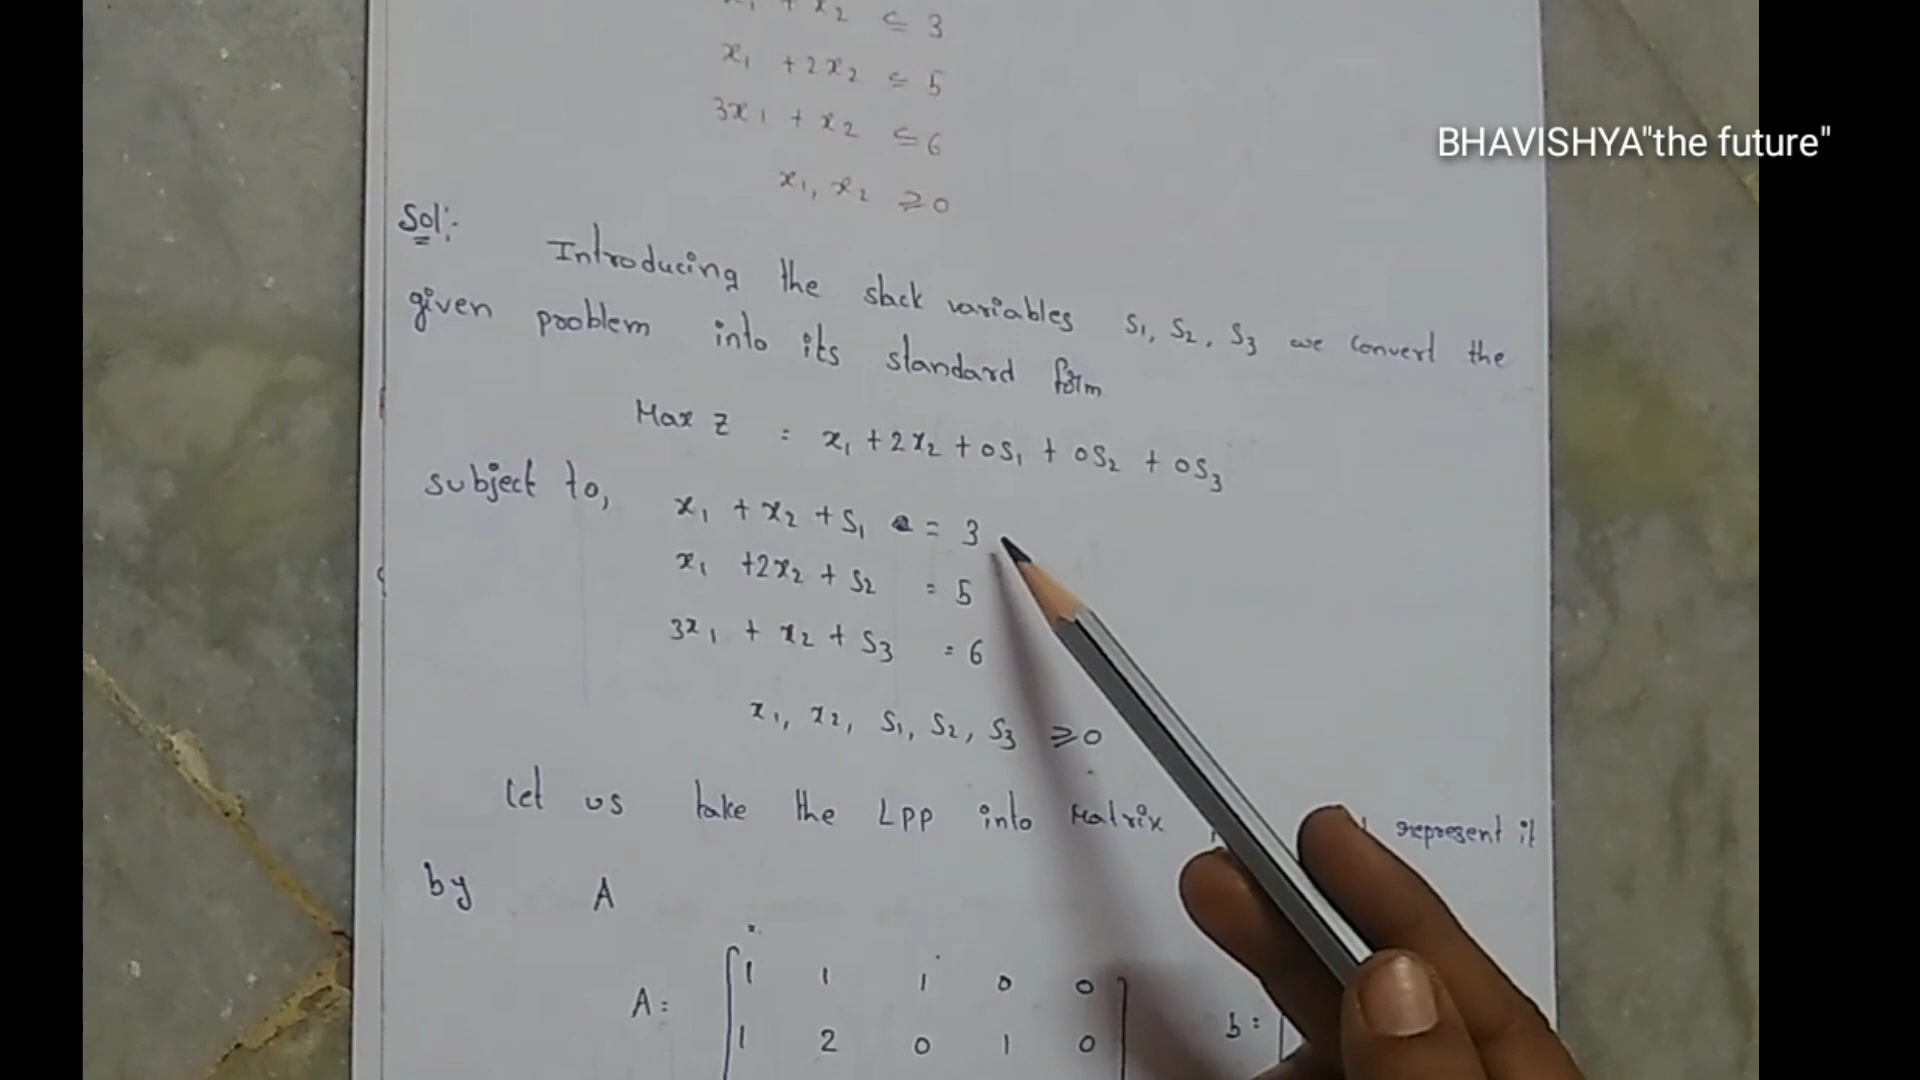 x₁ + x₂ ≤ 3
x₁ + 2x₂ ≤ 5
3x₁ + x₂ ≤ 6
x₁, x₂ ≥ 0
BHAVISHYA"the future"
Sol:
Introducing the slack variables S₁, S₂, S₃ we convert the
given problem into its standard form
Max Z = x₁ + 2x₂ + 0S₁ + 0S₂ + 0S₃
subject to,
x₁ + x₂ + S₁ = 3
x₁ + 2x₂ + S₂ = 5
3x₁ + x₂ + S₃ = 6
x₁, x₂, S₁, S₂, S₃ ≥ 0
Let us take the LPP into Matrix represent it
by A
A = 1 1 1 0 0
1 2 0 1 0
b =